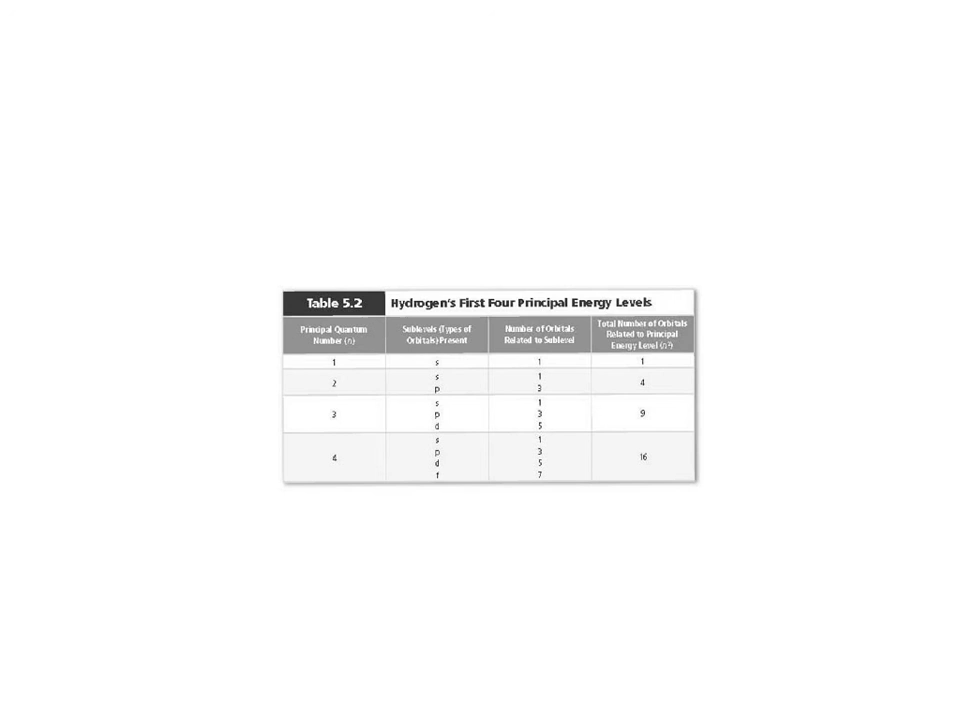 Table 5.2 Hydrogen's First Four Principal Energy Levels
Principal Quantum Number (n)
Sublevels (Types of Orbitals) Present
Number of Orbitals Related to Sublevel
Total Number of Orbitals Related to Principal Energy Level (n²)
1 s 1 1
2 s 1 4
p 3
3 s 1 9
p 3
d 5
4 s 1 16
p 3
d 5
f 7